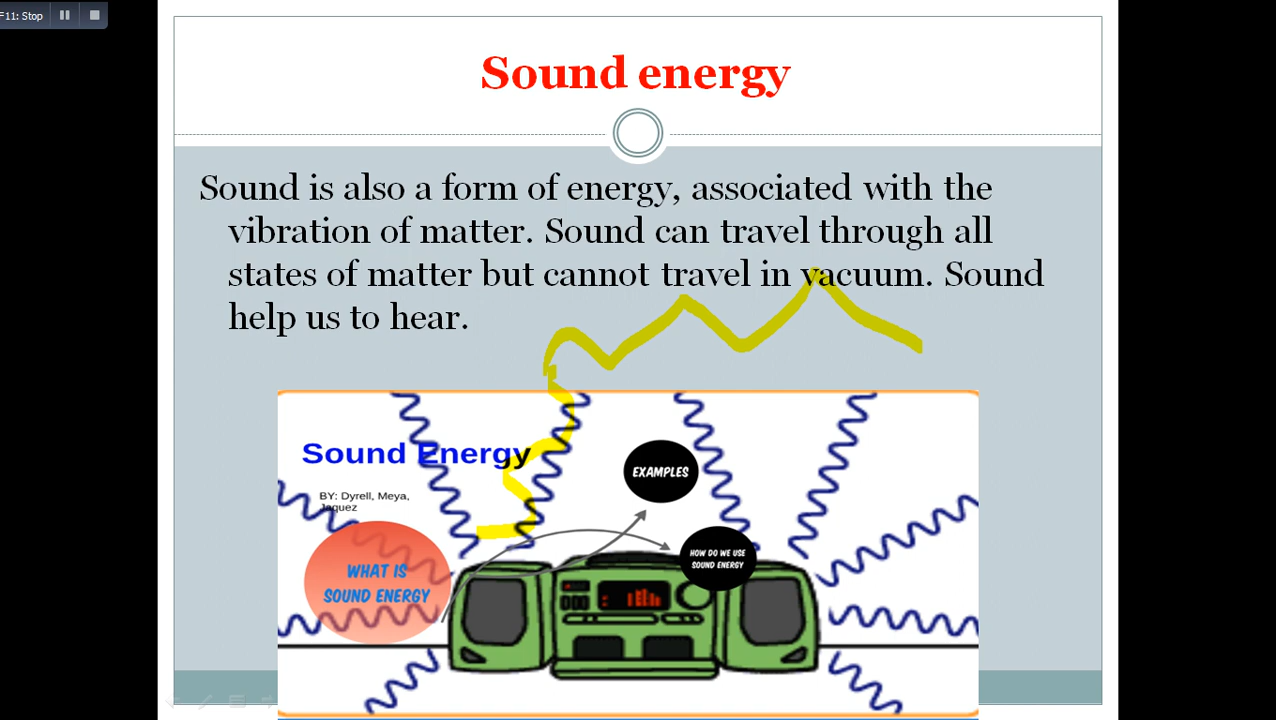 F11: Stop
Sound energy
Sound is also a form of energy, associated with the
vibration of matter. Sound can travel through all
states of matter but cannot travel in vacuum. Sound
help us to hear.
Sound Energy
BY: Dyrell, Meya,
Jaquez
EXAMPLES
HOW DO WE USE
SOUND ENERGY
WHAT IS
SOUND ENERGY